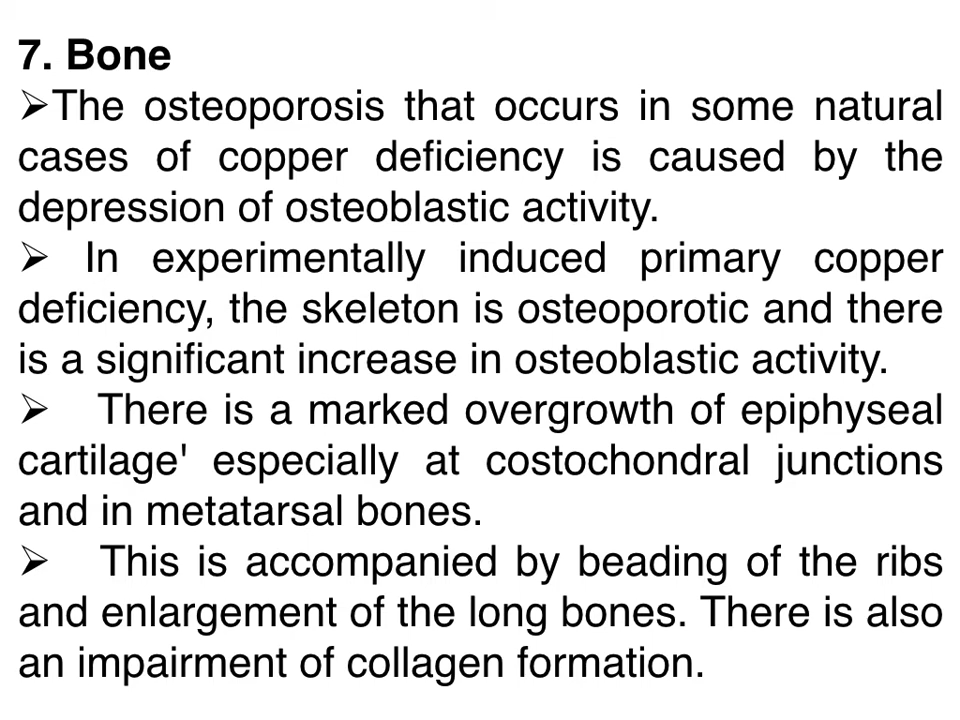 7. Bone
➢The osteoporosis that occurs in some natural
cases of copper deficiency is caused by the
depression of osteoblastic activity.
➢ In experimentally induced primary copper
deficiency, the skeleton is osteoporotic and there
is a significant increase in osteoblastic activity.
➢ There is a marked overgrowth of epiphyseal
cartilage' especially at costochondral junctions
and in metatarsal bones.
➢ This is accompanied by beading of the ribs
and enlargement of the long bones. There is also
an impairment of collagen formation.